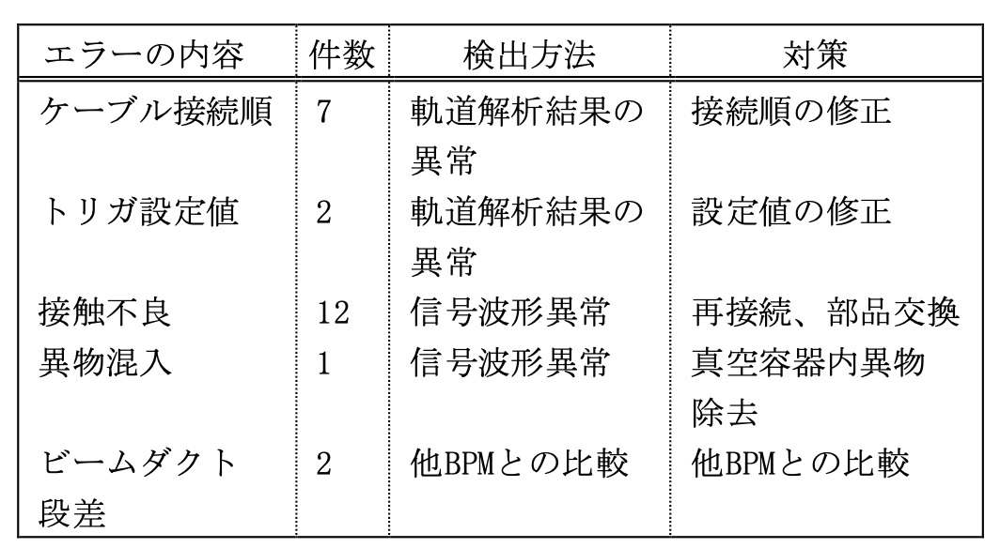 エラーの内容 件数 検出方法 対策
ケーブル接続順 7 軌道解析結果の 接続順の修正
異常
トリガ設定値 2 軌道解析結果の 設定値の修正
異常
接触不良 12 信号波形異常 再接続、部品交換
異物混入 1 信号波形異常 真空容器内異物
除去
ビームダクト 2 他BPMとの比較 他BPMとの比較
段差